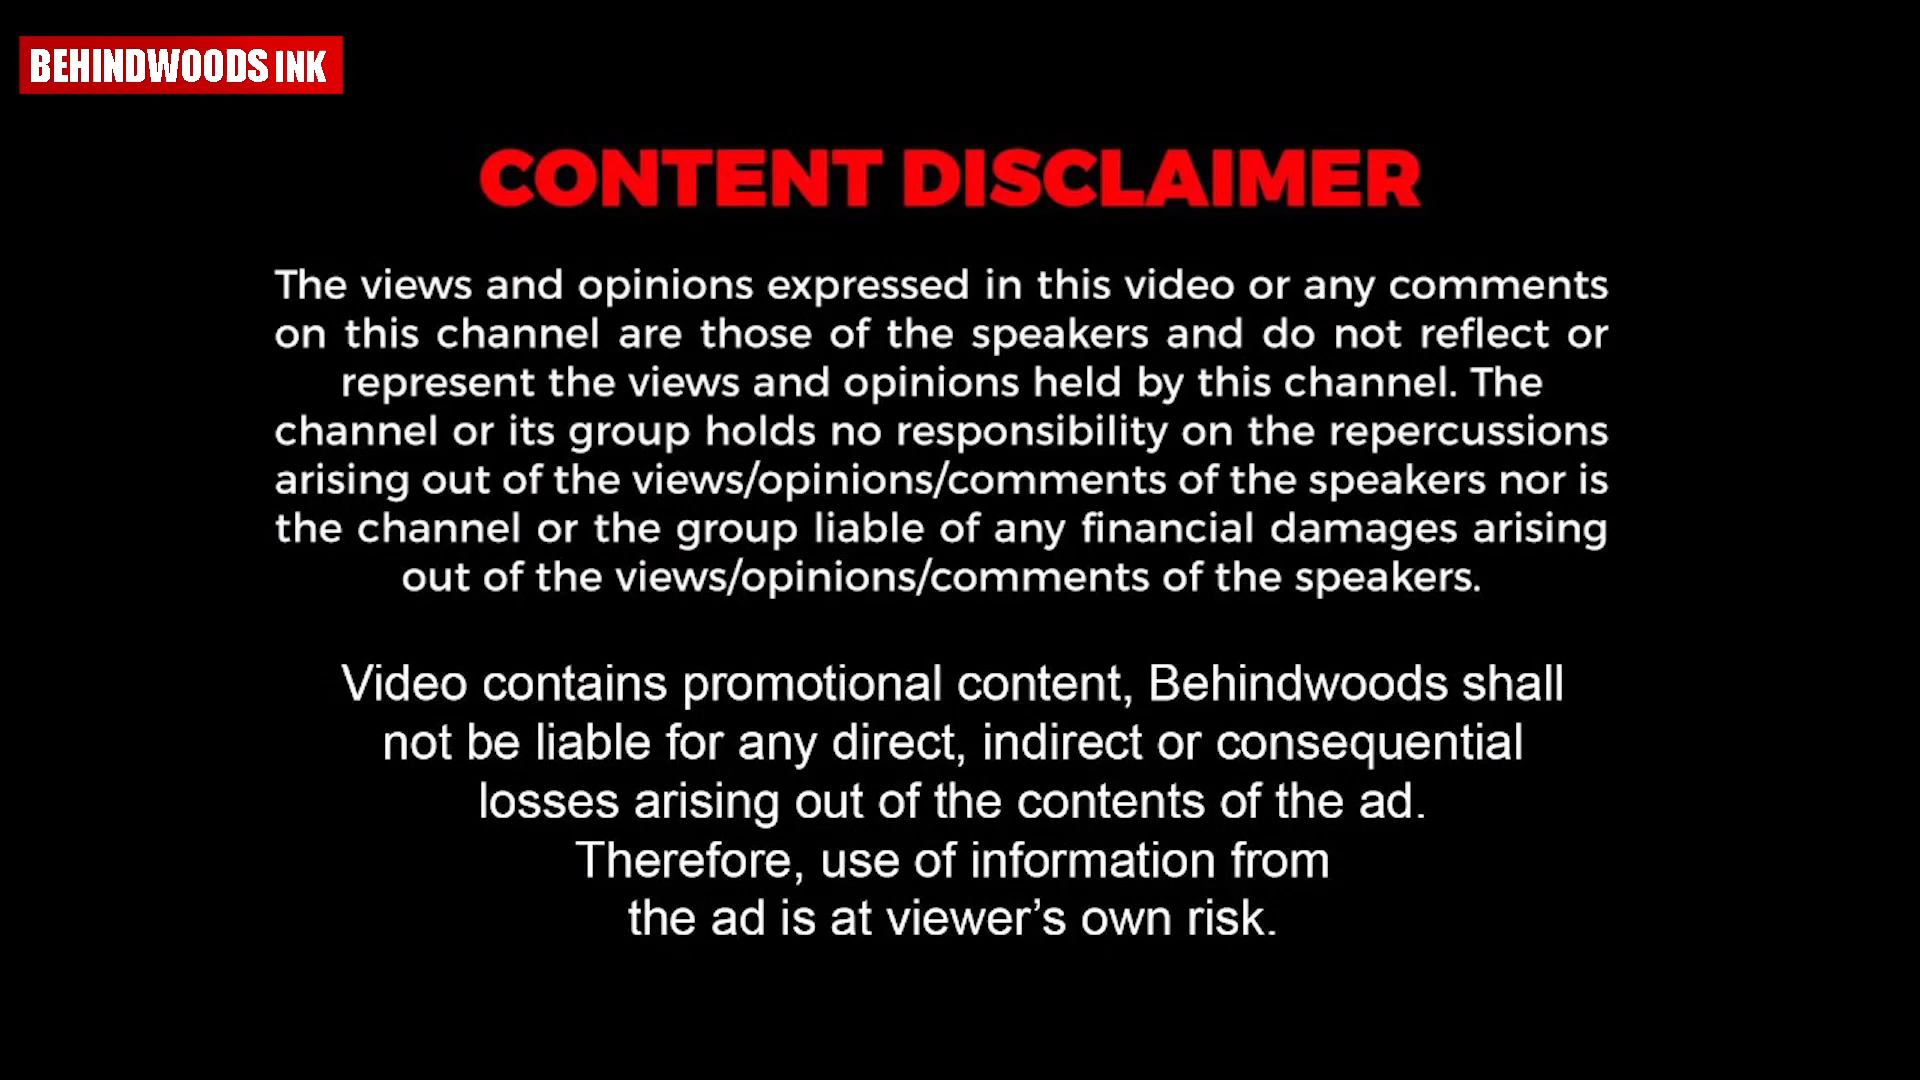 BEHINDWOODS INK
CONTENT DISCLAIMER
The views and opinions expressed in this video or any comments
on this channel are those of the speakers and do not reflect or
represent the views and opinions held by this channel. The
channel or its group holds no responsibility on the repercussions
arising out of the views/opinions/comments of the speakers nor is
the channel or the group liable of any financial damages arising
out of the views/opinions/comments of the speakers.
Video contains promotional content, Behindwoods shall
not be liable for any direct, indirect or consequential
losses arising out of the contents of the ad.
Therefore, use of information from
the ad is at viewer’s own risk.